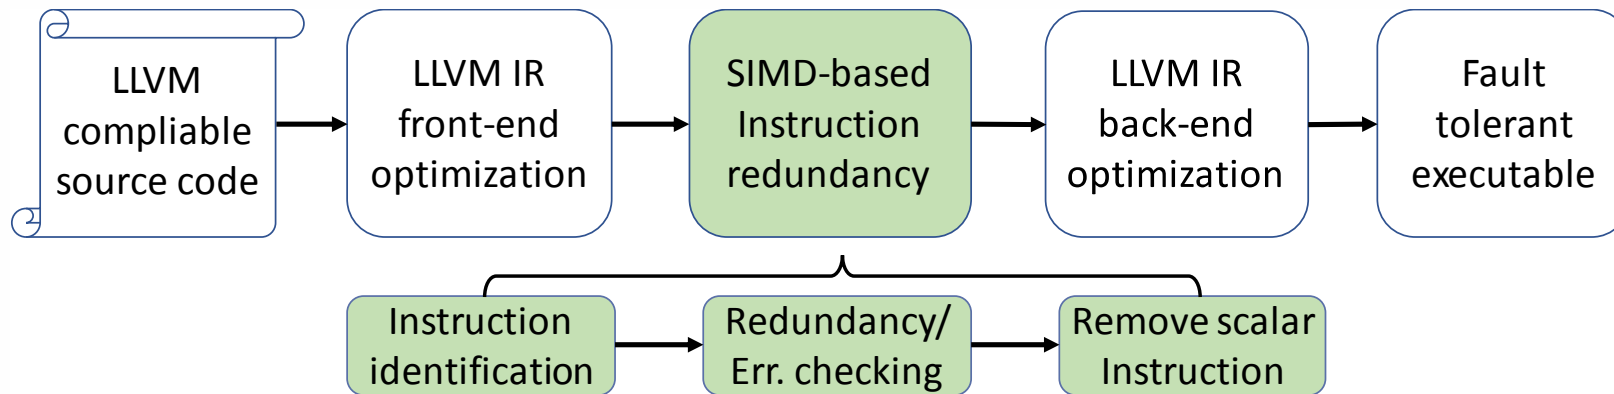 LLVM
compliable
source code
LLVM IR
front-end
optimization
SIMD-based
Instruction
redundancy
LLVM IR
back-end
optimization
Fault
tolerant
executable
Instruction
identification
Redundancy/
Err. checking
Remove scalar
Instruction